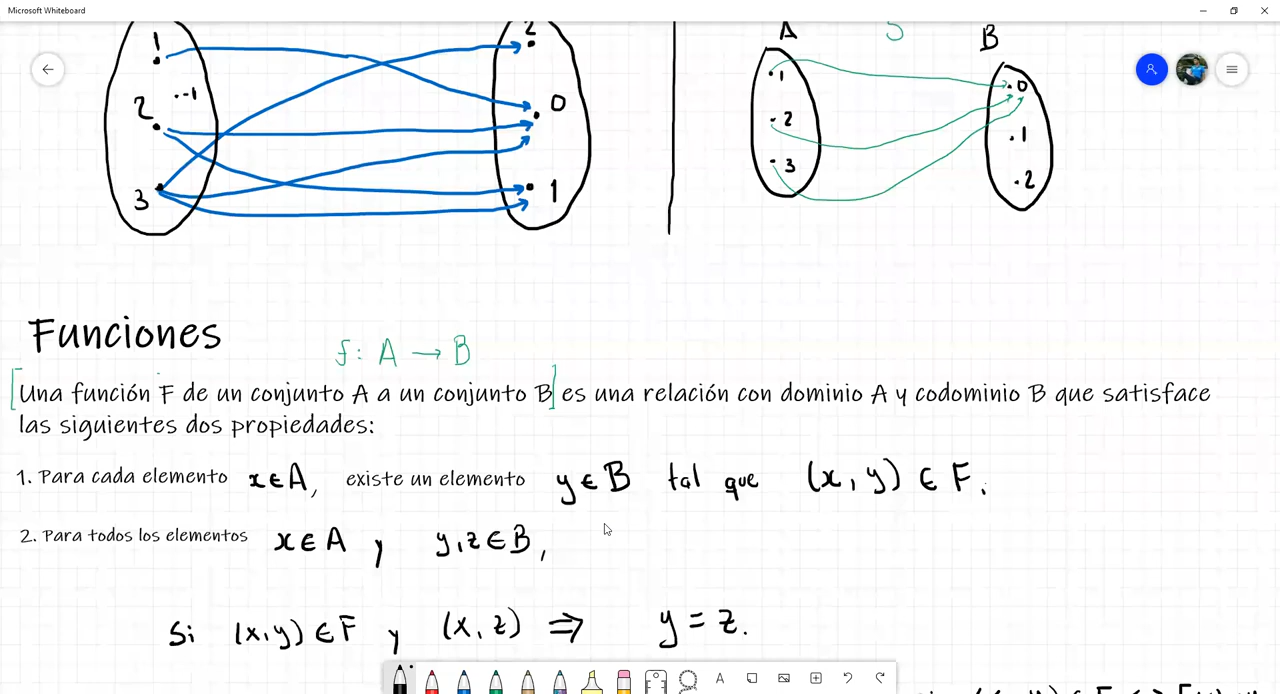 Microsoft Whiteboard
A B
1 2
·-1 ·1 ·0
2 0 ·2 ·1
3 1 ·3 ·2
Funciones
f: A → B
[Una función F de un conjunto A a un conjunto B] es una relación con dominio A y codominio B que satisface
las siguientes dos propiedades:
1. Para cada elemento x ∈ A, existe un elemento y ∈ B tal que (x, y) ∈ F.
2. Para todos los elementos x ∈ A y y, z ∈ B,
Si (x, y) ∈ F y (x, z) ⇒ y = z.